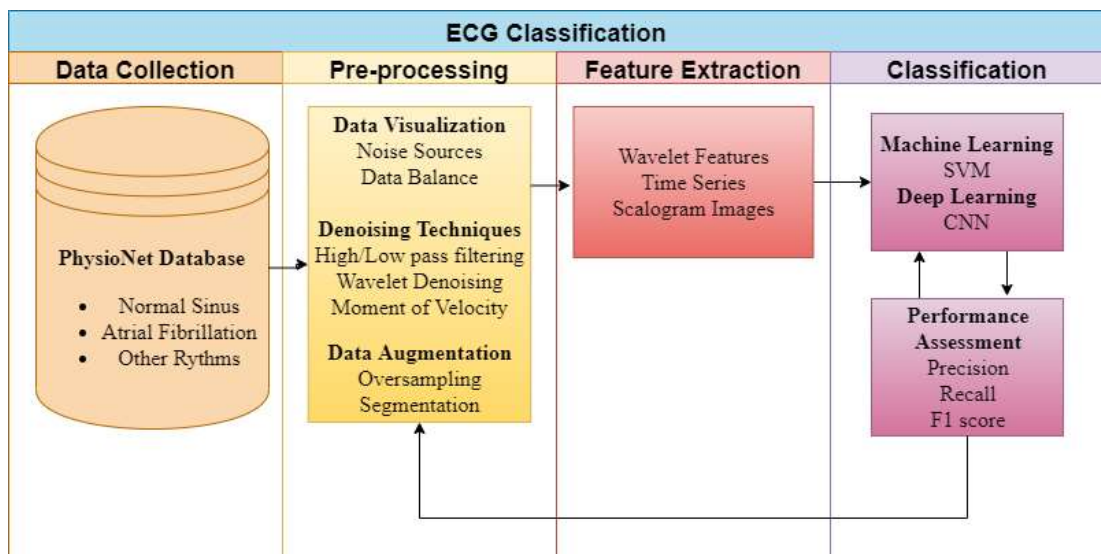 ECG Classification
Data Collection
Pre-processing
Feature Extraction
Classification
PhysioNet Database
• Normal Sinus
• Atrial Fibrillation
• Other Rythms
Data Visualization
Noise Sources
Data Balance
Denoising Techniques
High/Low pass filtering
Wavelet Denoising
Moment of Velocity
Data Augmentation
Oversampling
Segmentation
Wavelet Features
Time Series
Scalogram Images
Machine Learning
SVM
Deep Learning
CNN
Performance
Assessment
Precision
Recall
F1 score